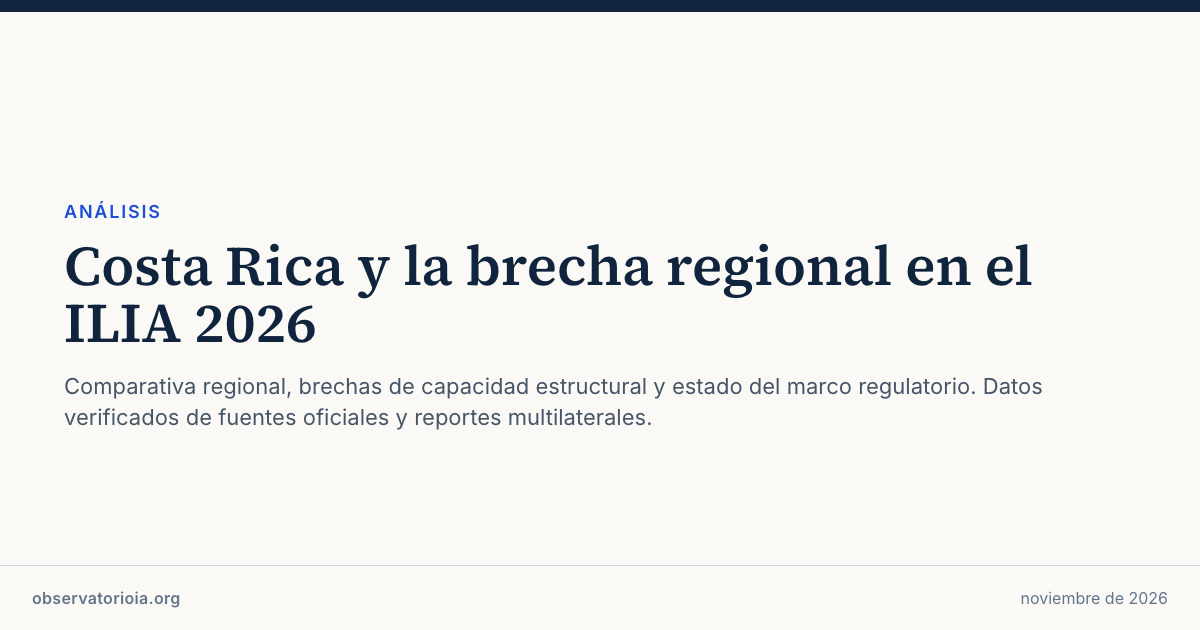 ANÁLISIS
Costa Rica y la brecha regional en el
ILIA 2026
Comparativa regional, brechas de capacidad estructural y estado del marco regulatorio. Datos
verificados de fuentes oficiales y reportes multilaterales.
observatorioia.org
noviembre de 2026